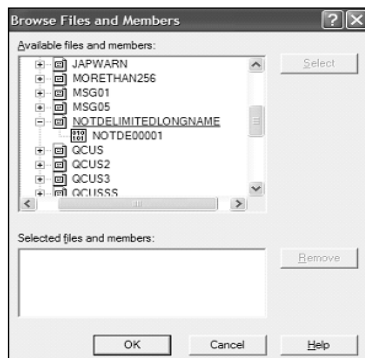 Browse Files and Members
Available files and members:
Select
JAPWARN
MORETHAN256
MSG01
MSG05
NOTDELIMITEDLONGNAME
NOTDE00001
QCUS
QCUS2
QCUS3
QCUSSS
Selected files and members:
Remove
OK Cancel Help